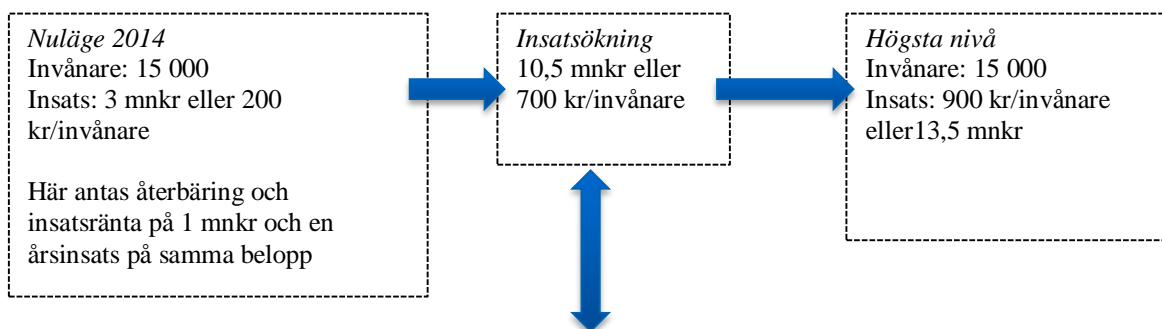 Nuläge 2014
Invånare: 15 000
Insats: 3 mnkr eller 200
kr/invånare
Här antas återbäring och
insatsränta på 1 mnkr och en
årsinsats på samma belopp
Insatsökning
10,5 mnkr eller
700 kr/invånare
Högsta nivå
Invånare: 15 000
Insats: 900 kr/invånare
eller13,5 mnkr